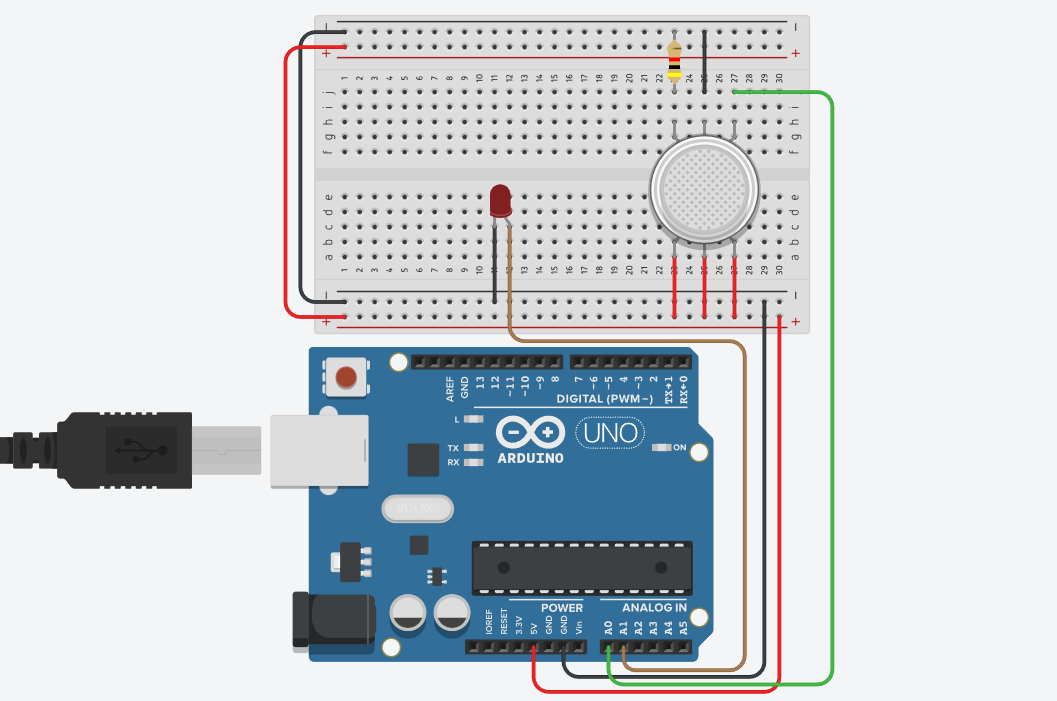 − −
+ +
1 2 3 4 5 6 7 8 9 10 11 12 13 14 15 16 17 18 19 20 21 22 24 26 27 28 29 30
j j
i i
h h
g g
f f
e e
d d
c c
b b
a a
1 2 3 4 5 6 7 8 9 10 11 12 13 14 15 16 17 18 19 20 21 22 23 24 25 26 27 28 29 30
− −
+ +
AREF
GND
13
12
~11
~10
~9
8
7
~6
~5
4
~3
2
TX→1
RX←0
DIGITAL (PWM~)
L
TX
RX
UNO
ON
ARDUINO
SPK16.000G
POWER
ANALOG IN
IOREF
RESET
3.3V
5V
GND
GND
Vin
A0
A1
A2
A3
A4
A5